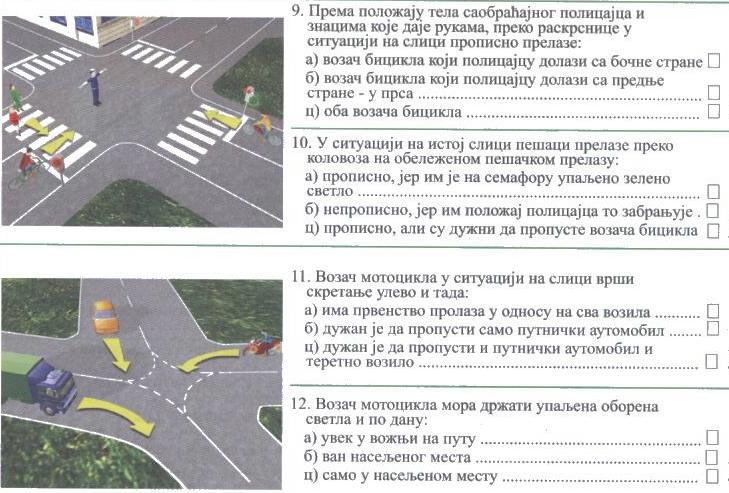 9. Према положају тела саобраћајног полицајца и
знацима које даје рукама, преко раскрснице у
ситуацији на слици прописно прелазе:
а) возач бицикла који полицајцу долази са бочне стране
б) возач бицикла који полицајцу долази са предње
стране - у прса ..........................................................
ц) оба возача бицикла ................................................
10. У ситуацији на истој слици пешаци прелазе преко
коловоза на обележеном пешачком прелазу:
а) прописно, јер им је на семафору упаљено зелено
светло ......................................................................
б) непрописно, јер им положај полицајца то забрањује .
ц) прописно, али су дужни да пропусте возача бицикла
11. Возач мотоцикла у ситуацији на слици врши
скретање улево и тада:
а) има првенство пролаза у односу на сва возила ...........
б) дужан је да пропусти само путнички аутомобил .......
ц) дужан је да пропусти и путнички аутомобил и
теретно возило ..........................................................
12. Возач мотоцикла мора држати упаљена оборена
светла и по дану:
а) увек у вожњи на путу ..............................................
б) ван насељеног места ................................................
ц) само у насељеном месту ..........................................